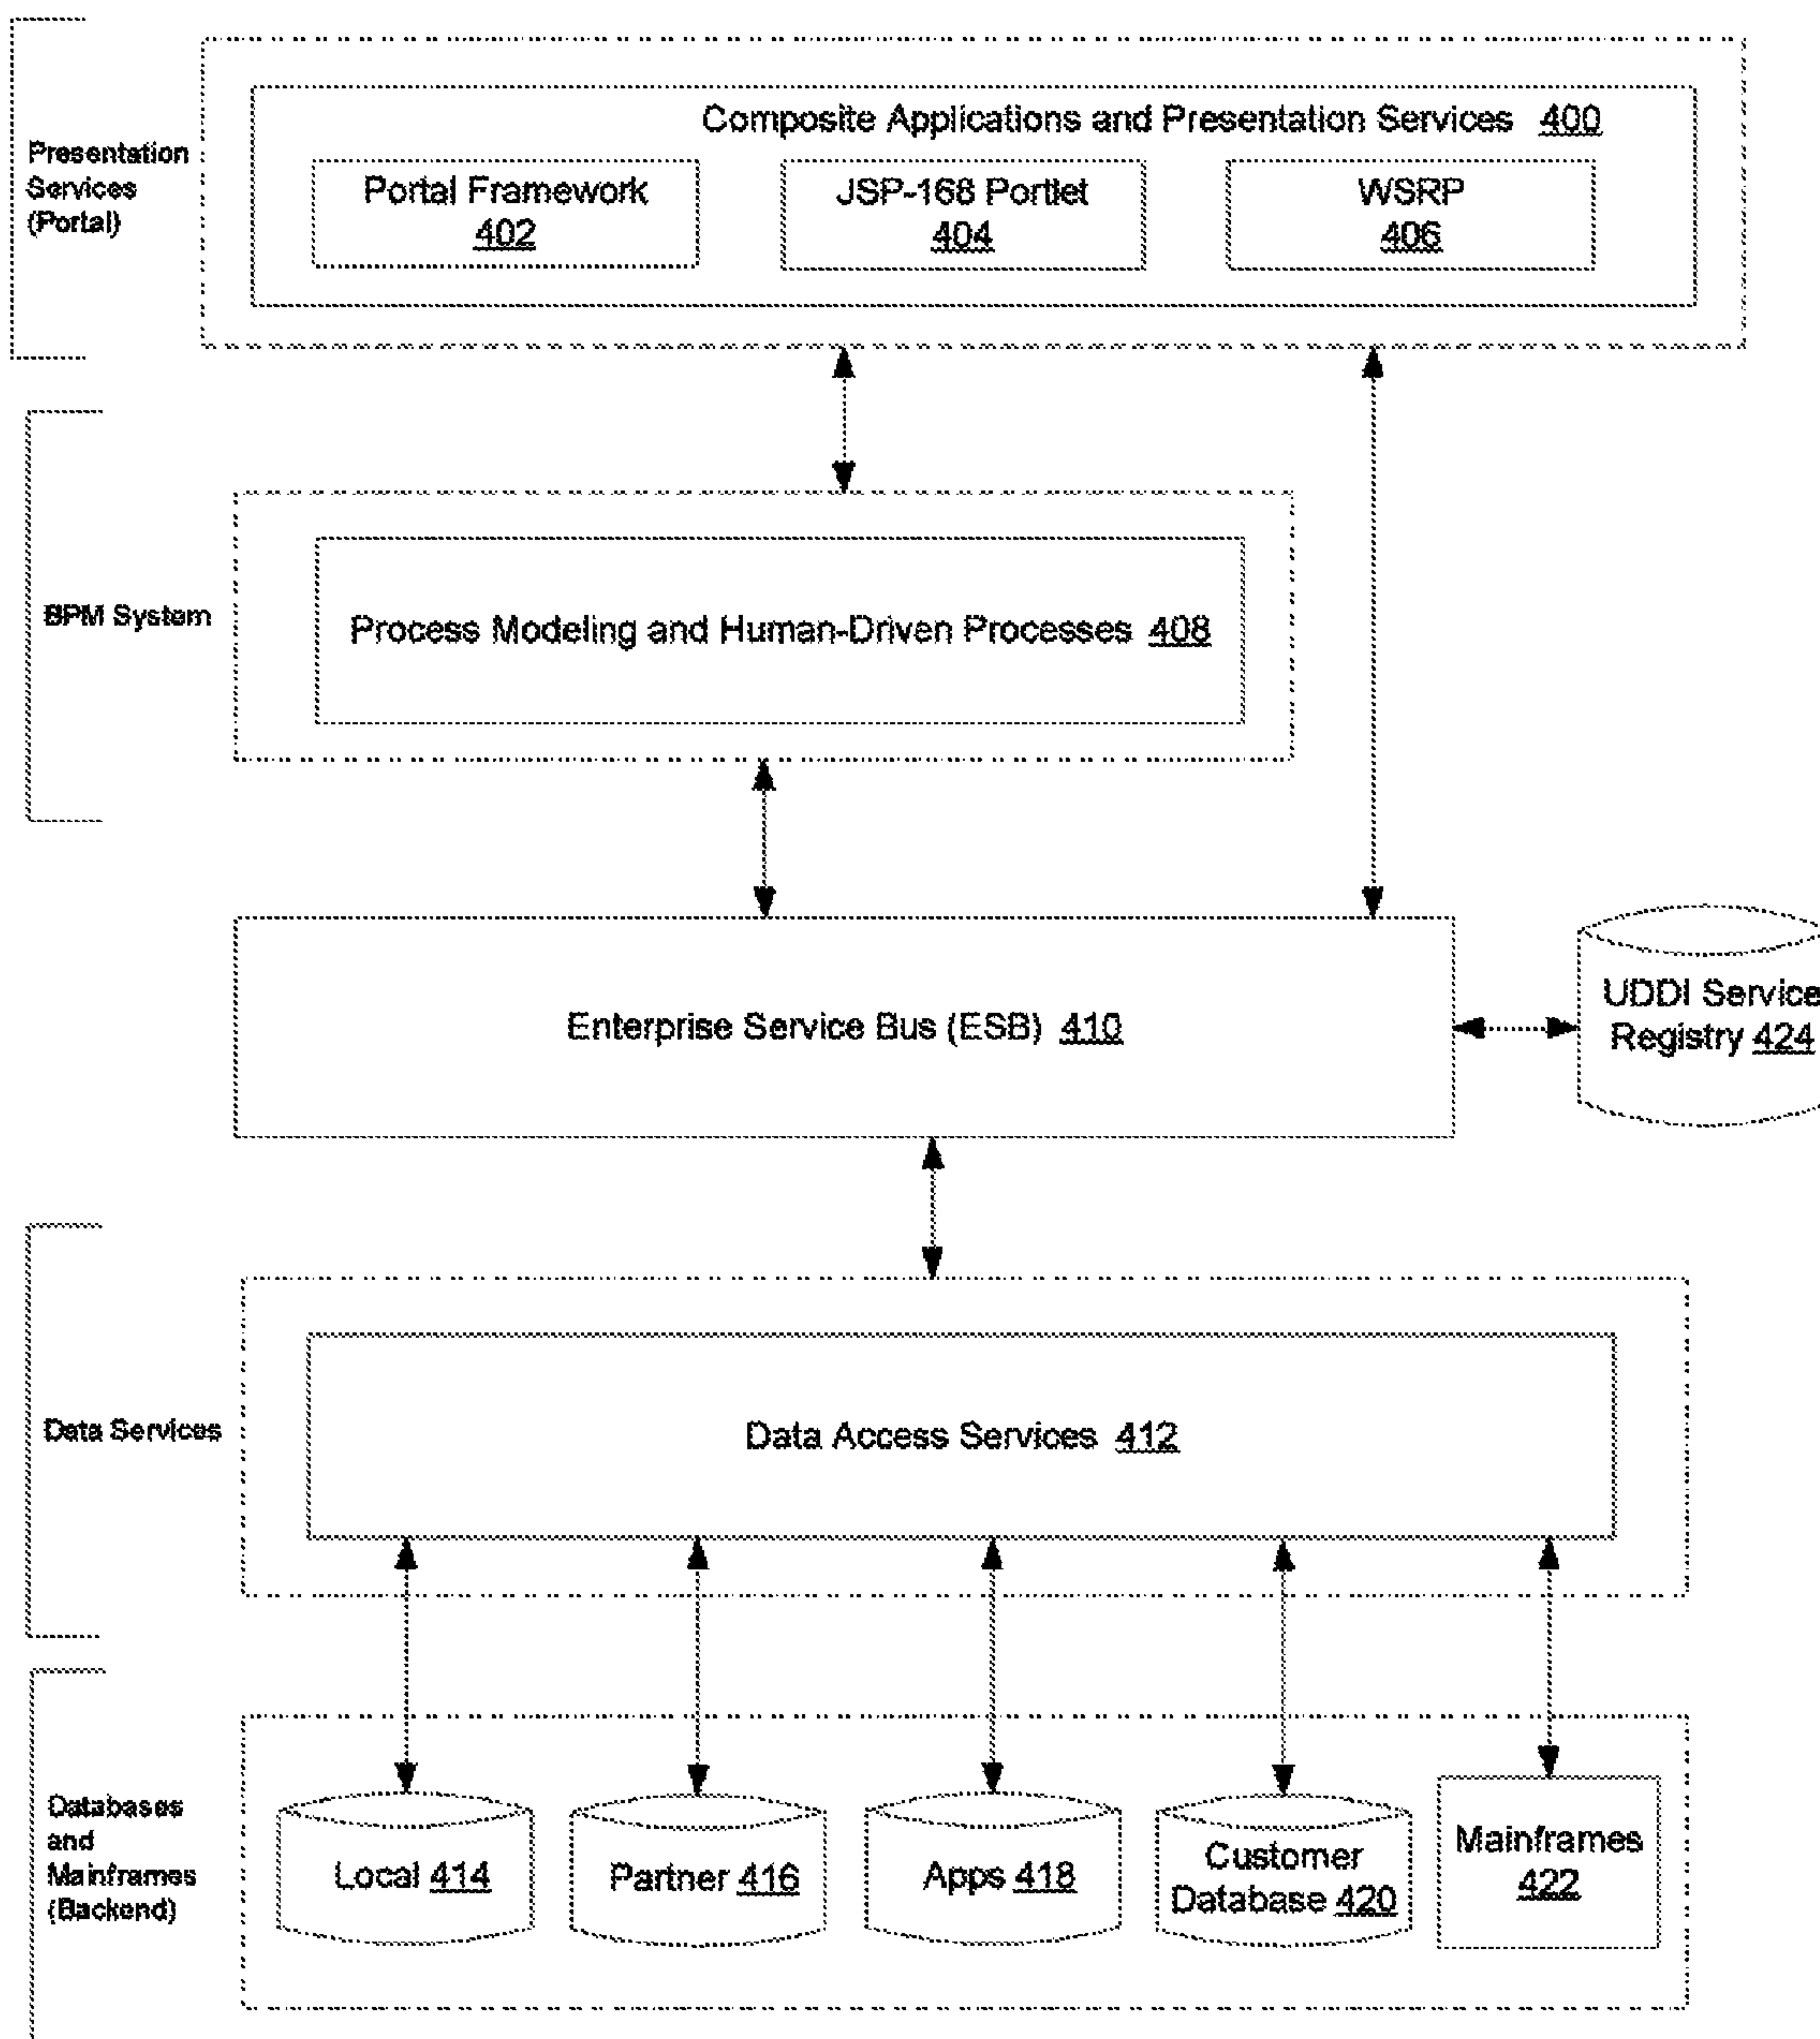 Composite Applications and Presentation Services 400
Presentation
Services
(Portal)
Portal Framework
402
JSP-168 Portlet
404
WSRP
406
BPM System
Process Modeling and Human-Driven Processes 408
Enterprise Service Bus (ESB) 410
UDDI Service
Registry 424
Data Services
Data Access Services 412
Databases
and
Mainframes
(Backend)
Local 414
Partner 416
Apps 418
Customer
Database 420
Mainframes
422